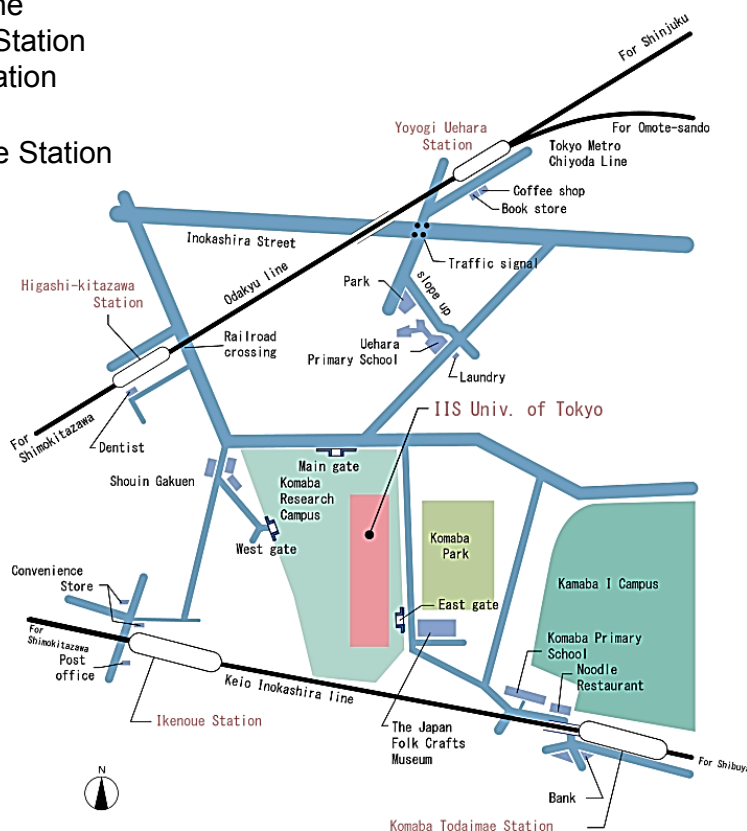 ne
Station
ation
e Station
For Shinjuku
Yoyogi Uehara
Station
For Omote-sando
Tokyo Metro
Chiyoda Line
Coffee shop
Book store
Inokashira Street
Traffic signal
Odakyu line
Park
slope up
Higashi-kitazawa
Station
Railroad
crossing
Uehara
Primary School
Laundry
IIS Univ. of Tokyo
For
Shimokitazawa
Dentist
Main gate
Shouin Gakuen
Komaba
Research
Campus
West gate
Komaba
Park
Kamaba I Campus
Convenience
Store
East gate
For
Shimokitazawa
Post
office
Komaba Primary
School
Noodle
Restaurant
Keio Inokashira line
Ikenoue Station
The Japan
Folk Crafts
Museum
For Shibuy
N
Bank
Komaba Todaimae Station